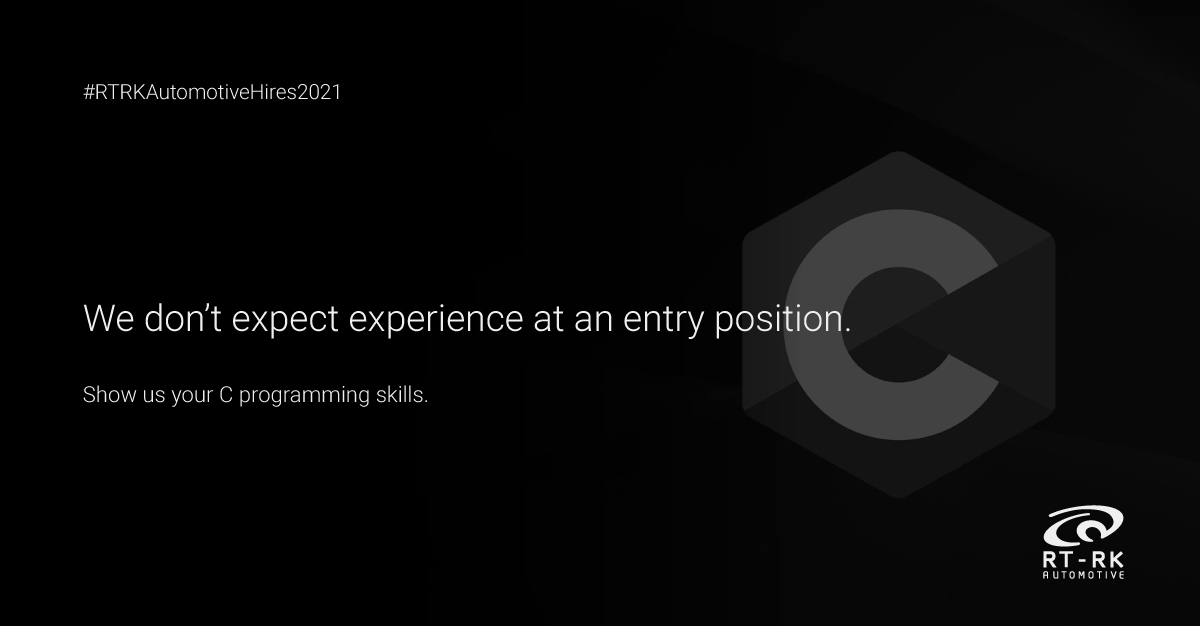 #RTRKAutomotiveHires2021
We don’t expect experience at an entry position.
Show us your C programming skills.
C
RT-RK
AUTOMOTIVE